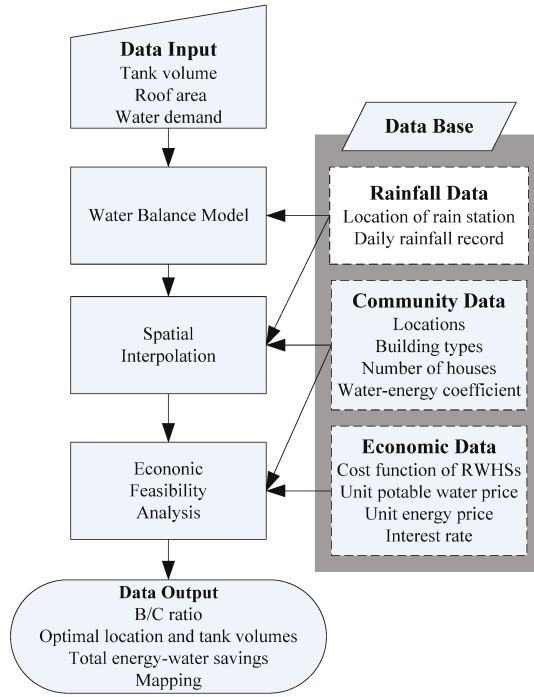 Data Input
Tank volume
Roof area
Water demand
Water Balance Model
Spatial
Interpolation
Econonic
Feasibility
Analysis
Data Output
B/C ratio
Optimal location and tank volumes
Total energy-water savings
Mapping
Data Base
Rainfall Data
Location of rain station
Daily rainfall record
Community Data
Locations
Building types
Number of houses
Water-energy coefficient
Economic Data
Cost function of RWHSs
Unit potable water price
Unit energy price
Interest rate